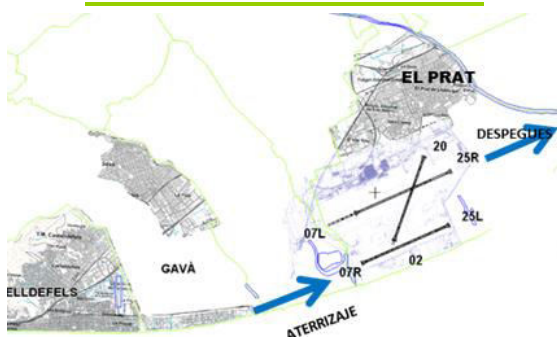 EL PRAT
DESPEGUES
20
25R
25L
07L
GAVÀ
07R
02
ELLDEFELS
ATERRIZAJE